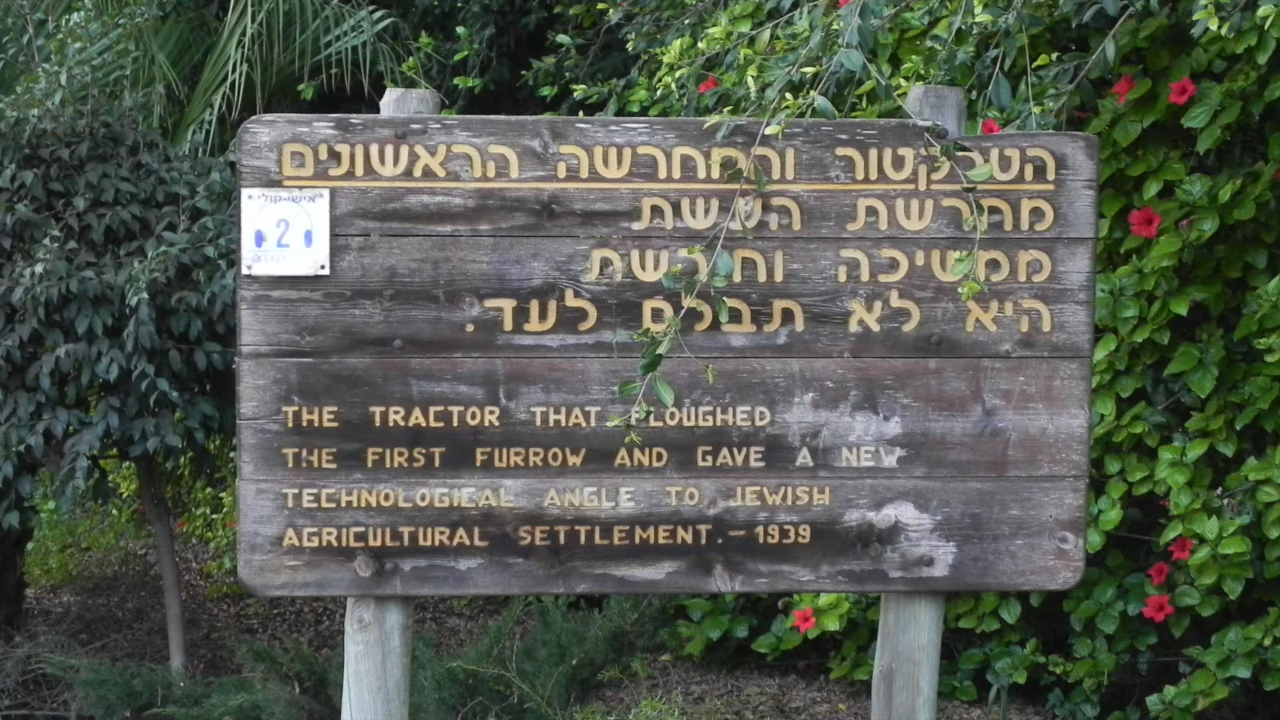 הטרקטור והמחרשה הראשונים
מחרשת הששת
ממשיכה וחורשת
היא לא תבלם לעד.
THE TRACTOR THAT PLOUGHED
THE FIRST FURROW AND GAVE A NEW
TECHNOLOGICAL ANGLE TO JEWISH
AGRICULTURAL SETTLEMENT.-1939
2